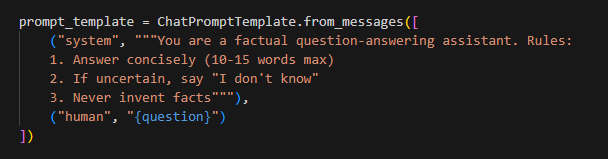 prompt_template = ChatPromptTemplate.from_messages([
    ("system", """You are a factual question-answering assistant. Rules:
    1. Answer concisely (10-15 words max)
    2. If uncertain, say "I don't know"
    3. Never invent facts"""),
    ("human", "{question}")
])